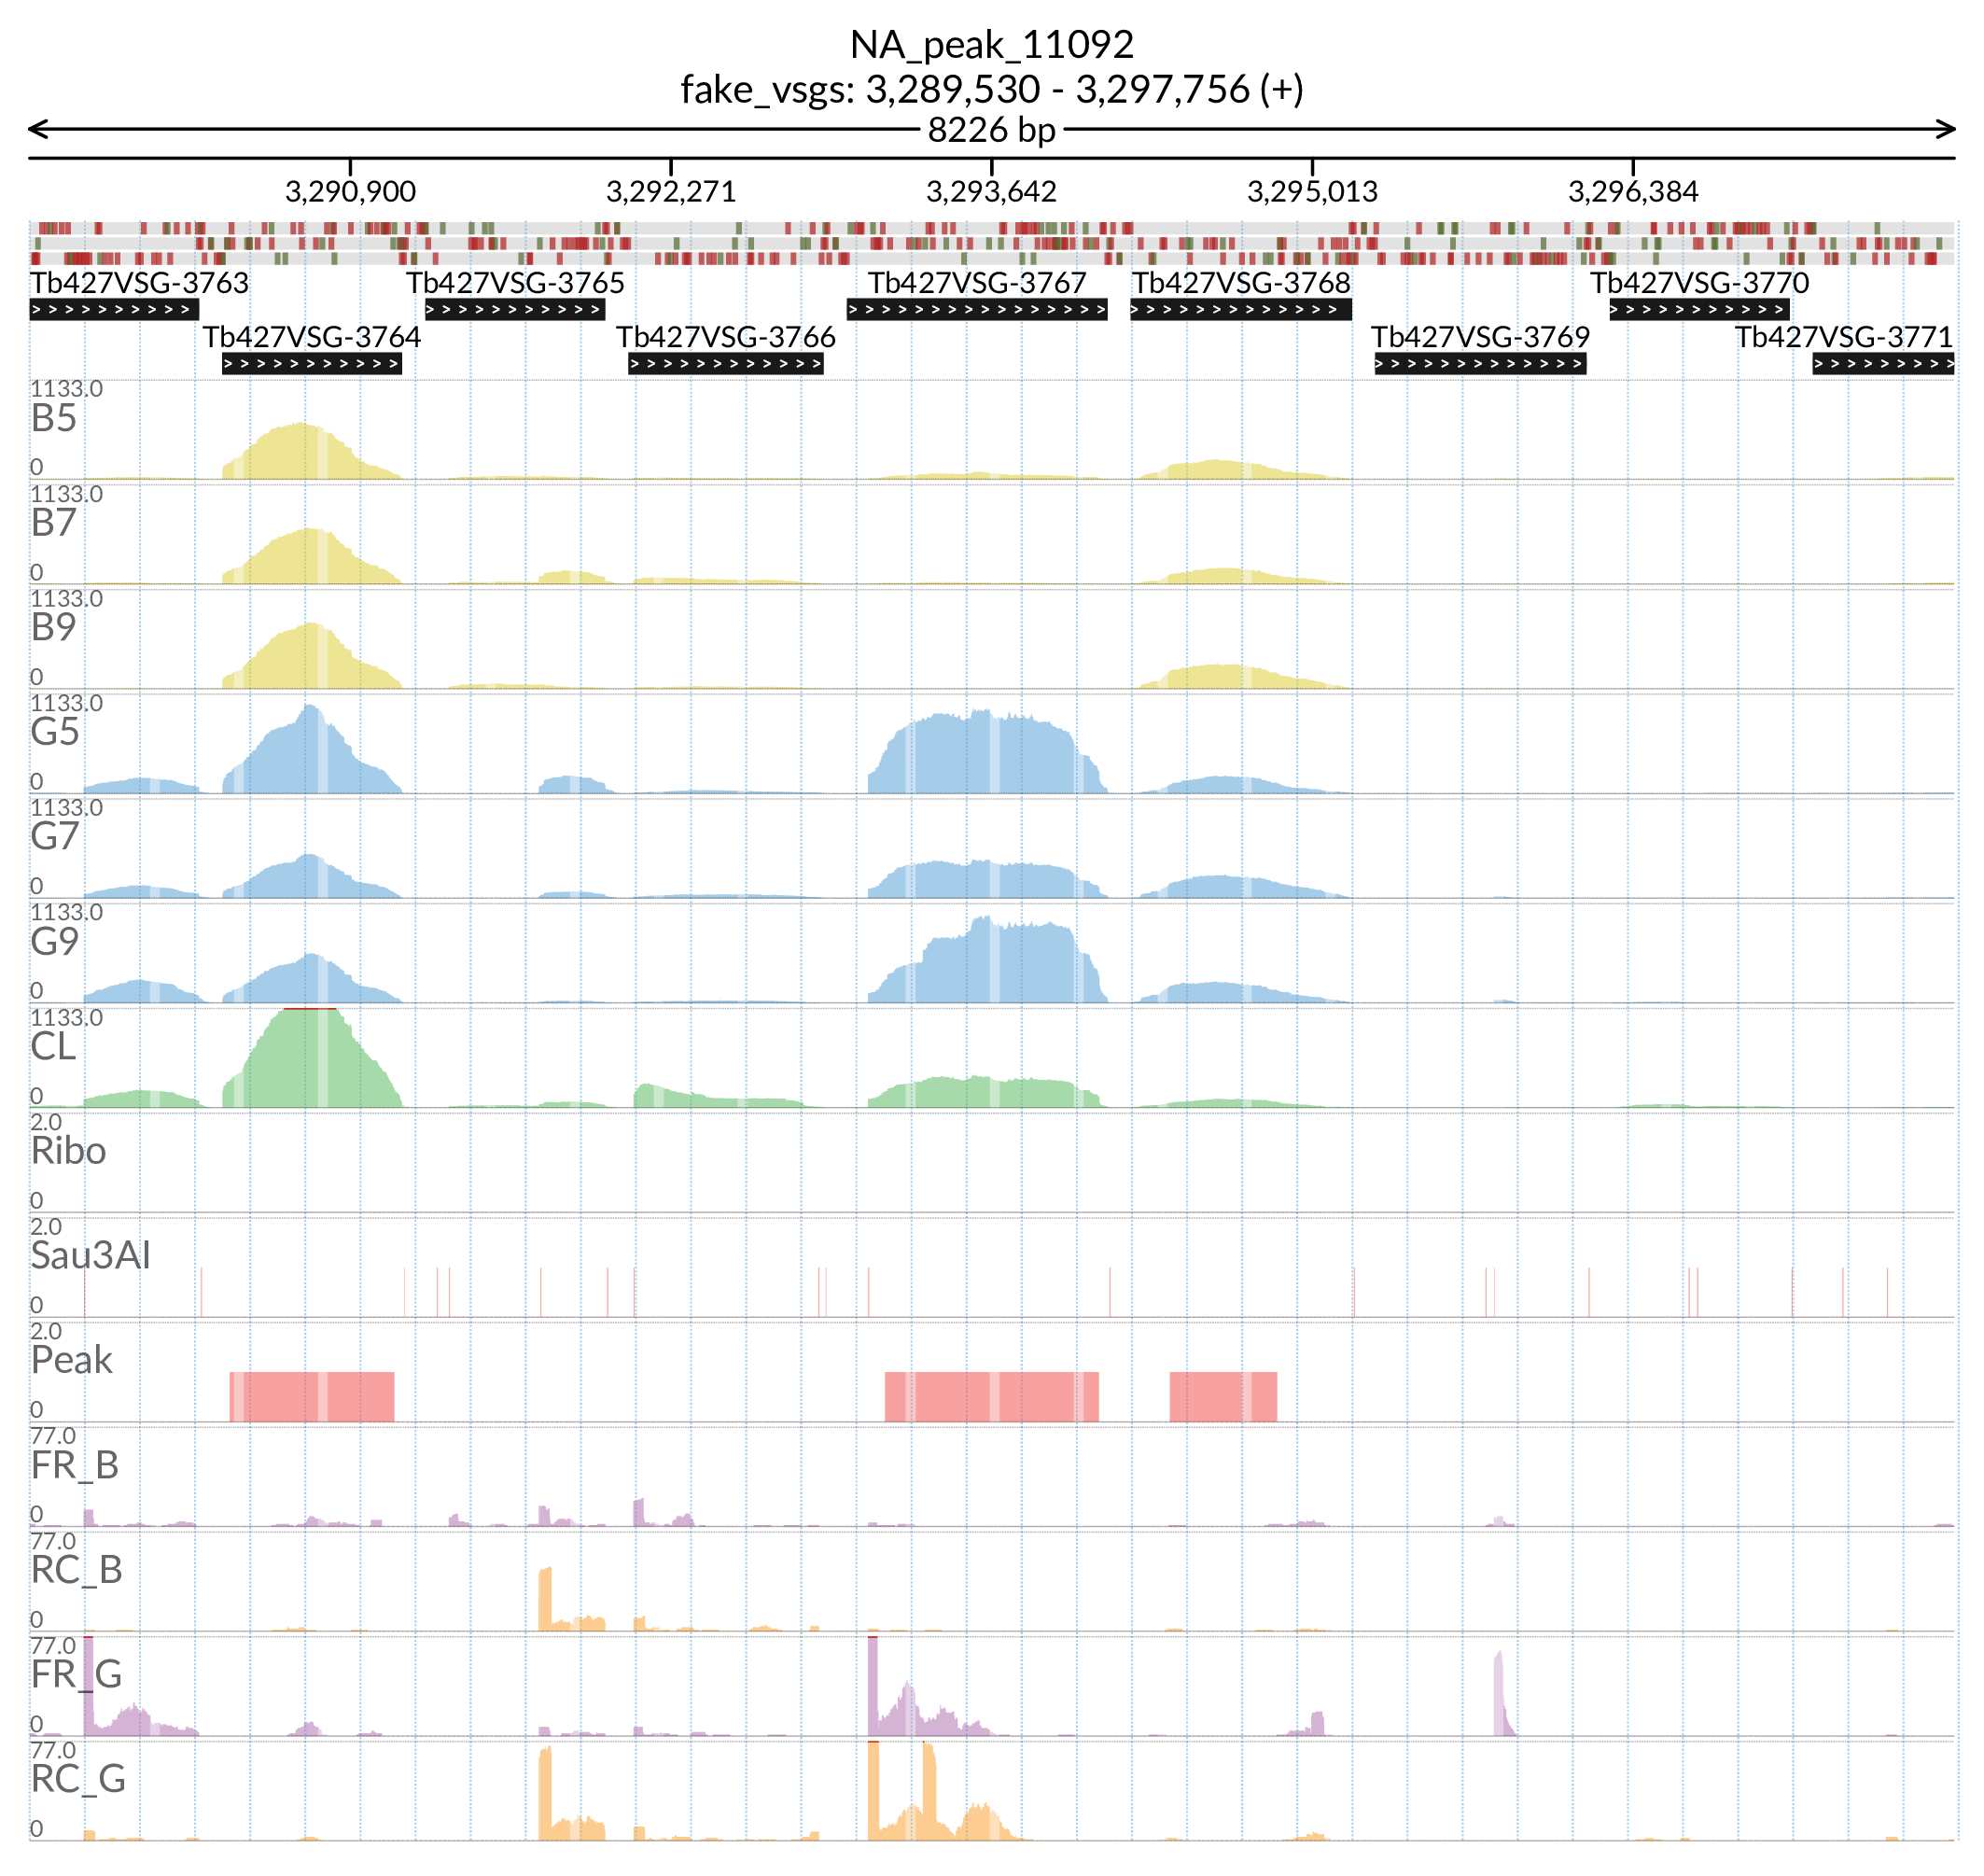 NA_peak_11092
fake_vsgs: 3,289,530 - 3,297,756 (+)
8226 bp
3,290,900 3,292,271 3,293,642 3,295,013 3,296,384
Tb427VSG-3763 Tb427VSG-3765 Tb427VSG-3767 Tb427VSG-3768 Tb427VSG-3770
Tb427VSG-3764 Tb427VSG-3766 Tb427VSG-3769 Tb427VSG-3771
1133.0
B5
0
1133.0
B7
0
1133.0
B9
0
1133.0
G5
0
1133.0
G7
0
1133.0
G9
0
1133.0
CL
0
2.0
Ribo
0
2.0
Sau3AI
0
2.0
Peak
0
77.0
FR_B
0
77.0
RC_B
0
77.0
FR_G
0
77.0
RC_G
0